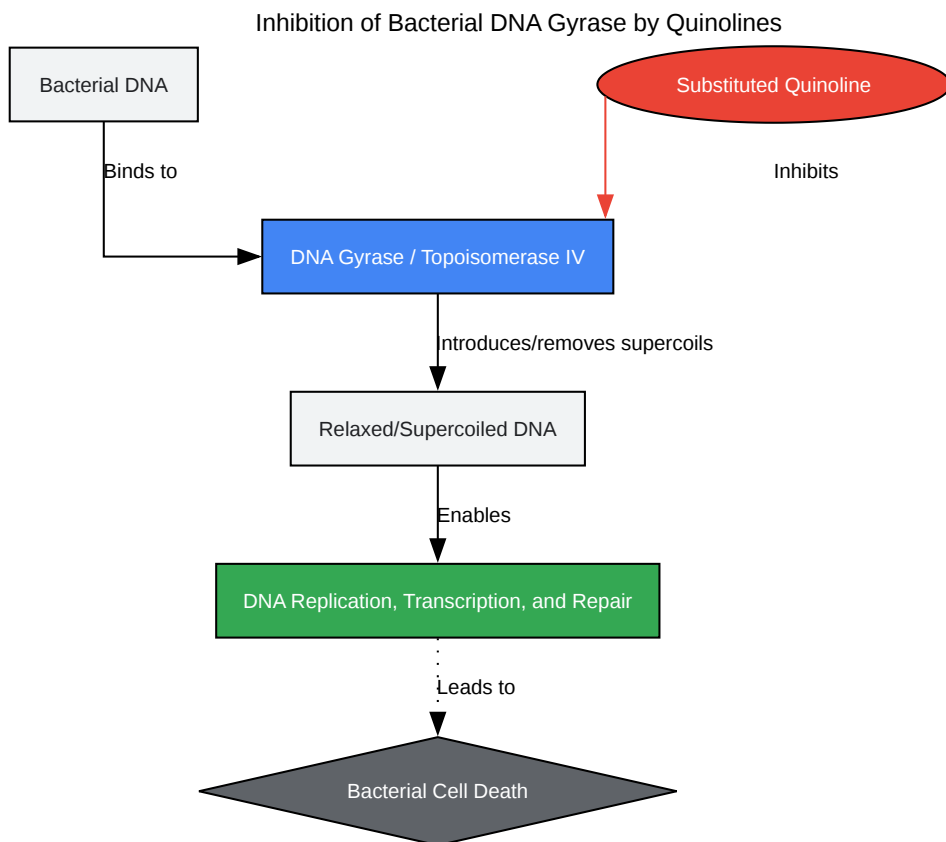 Inhibition of Bacterial DNA Gyrase by Quinolines
Bacterial DNA
Substituted Quinoline
Binds to
Inhibits
DNA Gyrase / Topoisomerase IV
Introduces/removes supercoils
Relaxed/Supercoiled DNA
Enables
DNA Replication, Transcription, and Repair
Leads to
Bacterial Cell Death